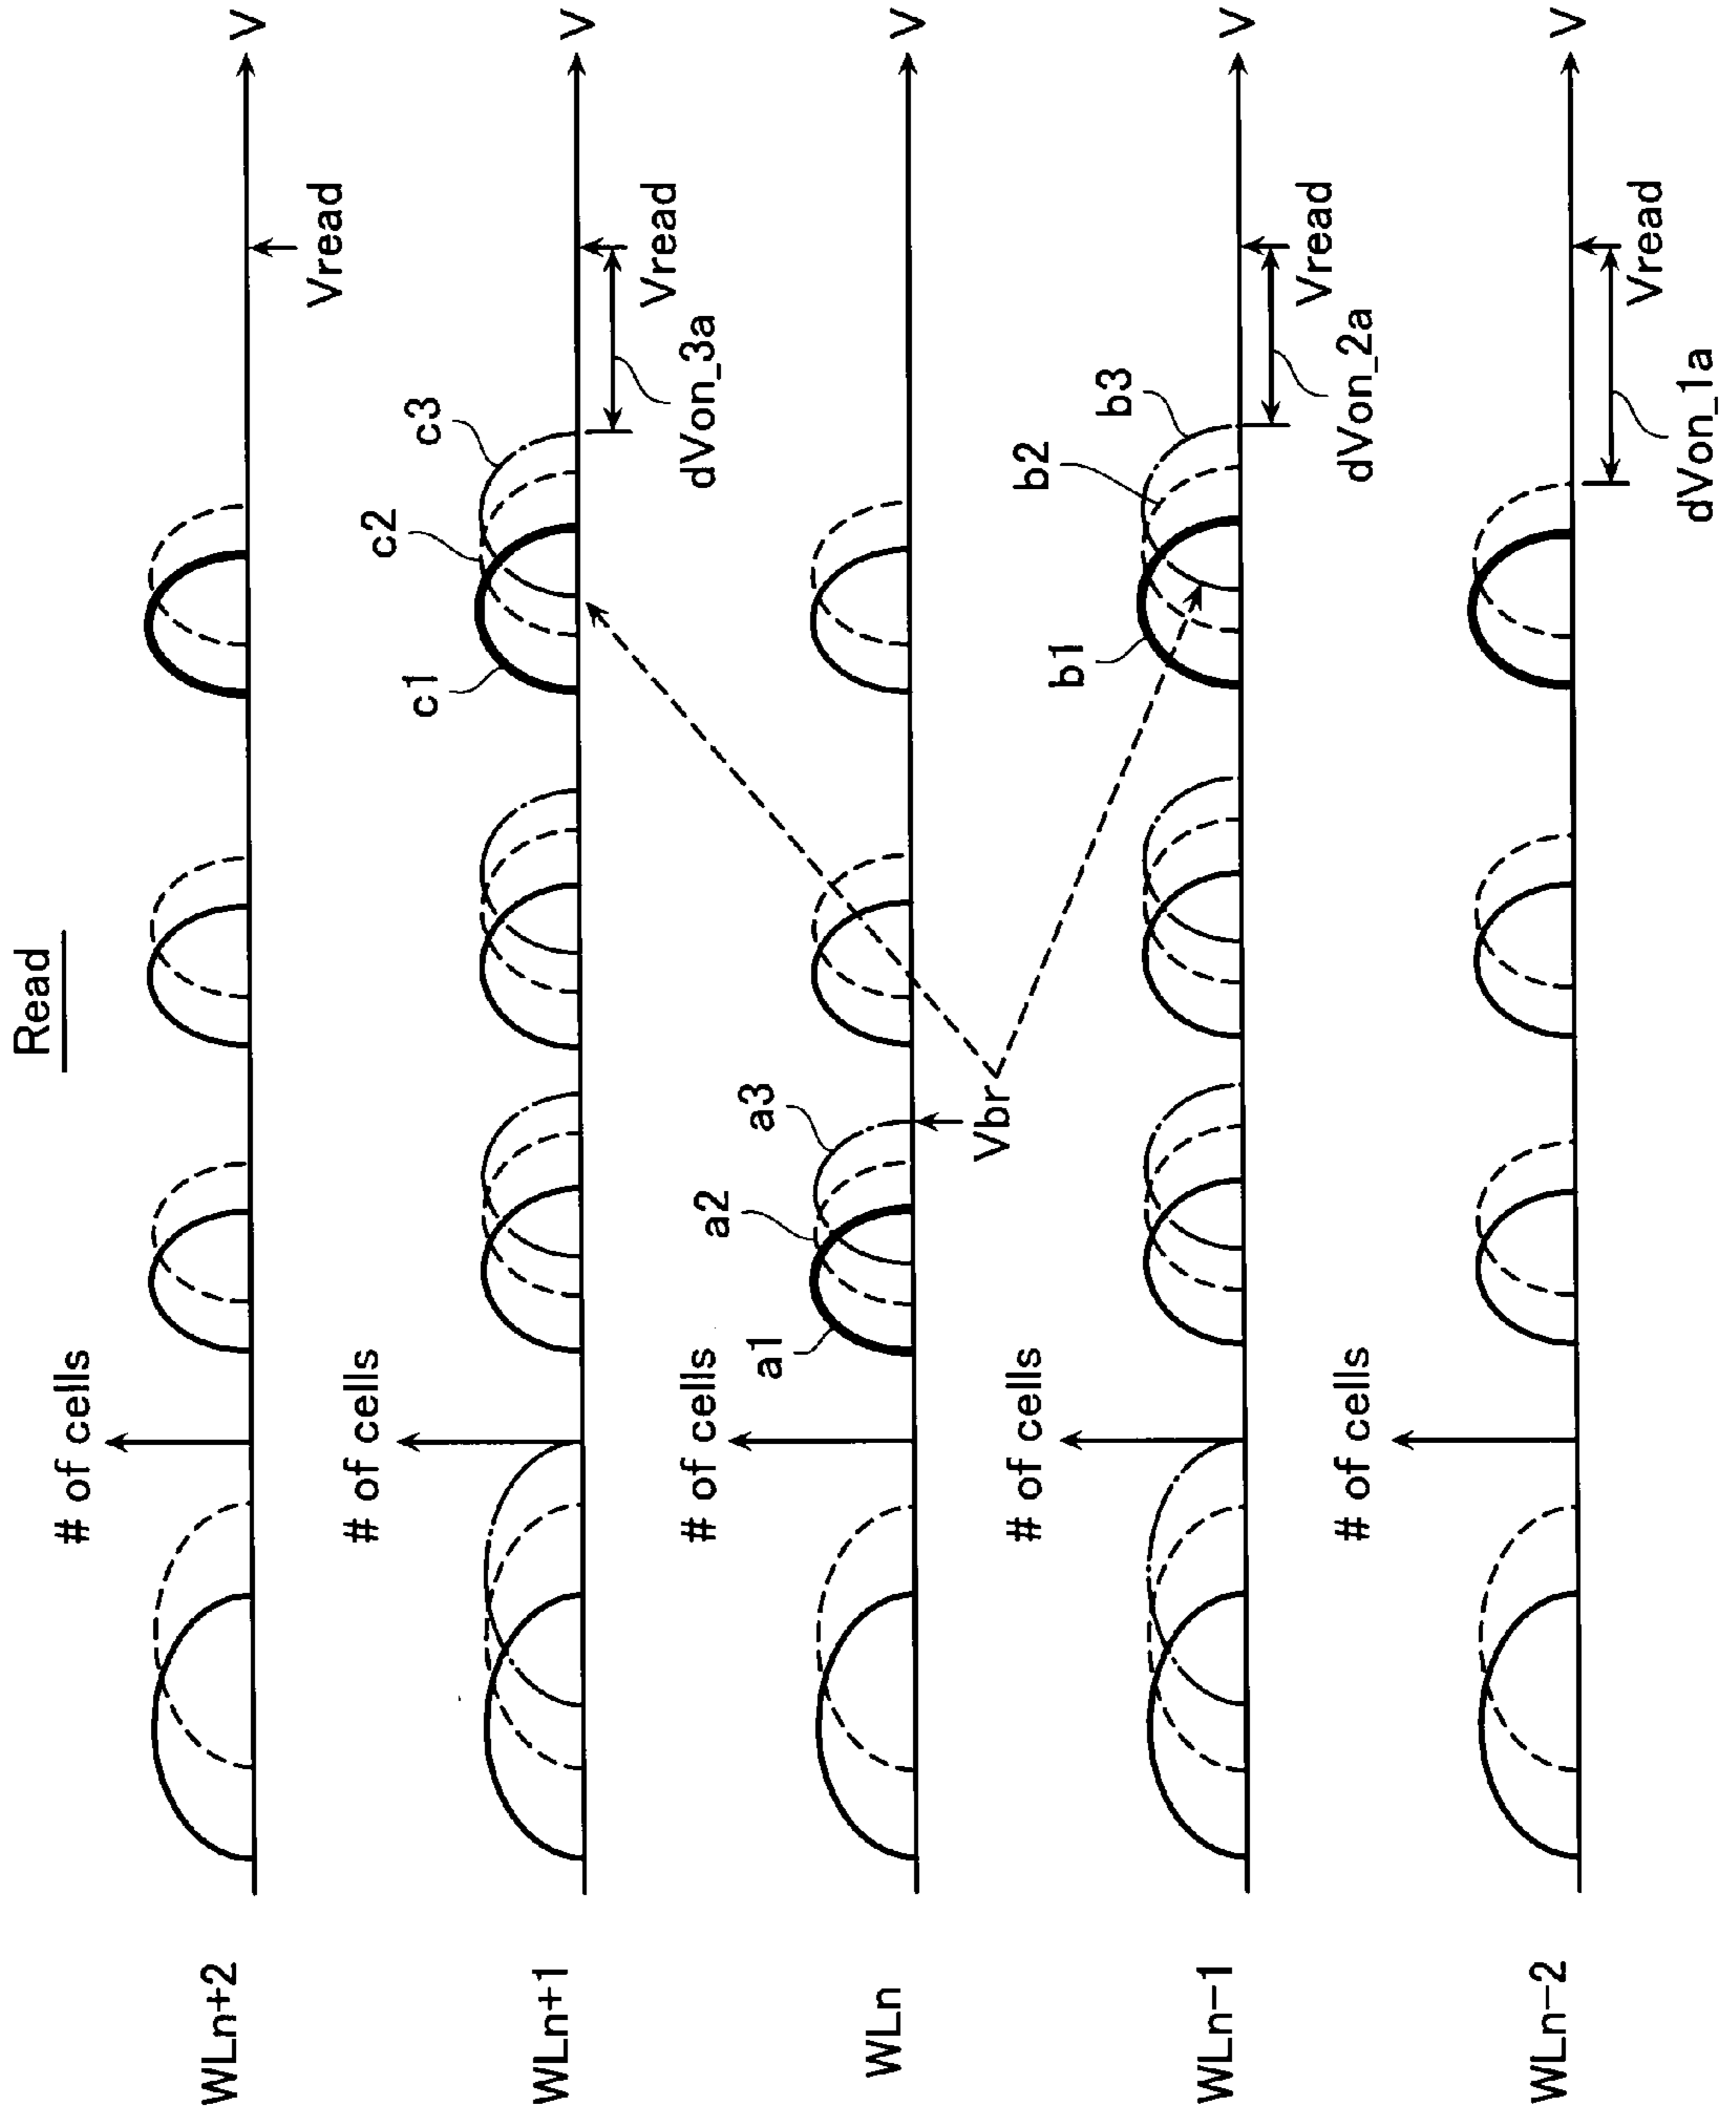 Read
WLn+2
# of cells
V
Vread
WLn+1
# of cells
c1
c2
c3
V
Vread
dVon_3a
WLn
# of cells
a1
a2
a3
V
Vbr
WLn-1
# of cells
b1
b2
b3
V
Vread
dVon_2a
WLn-2
# of cells
V
Vread
dVon_1a